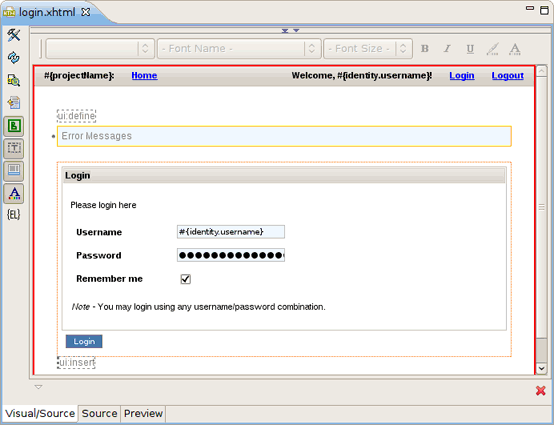 login.xhtml
- Font Name -
- Font Size -
B I U A
#{projectName}: Home Welcome, #{identity.username}! Login Logout
ui:define
Error Messages
Login
Please login here
Username #{identity.username}
Password
Remember me
Note - You may login using any username/password combination.
Login
ui:insert
{EL}
Visual/Source Source Preview